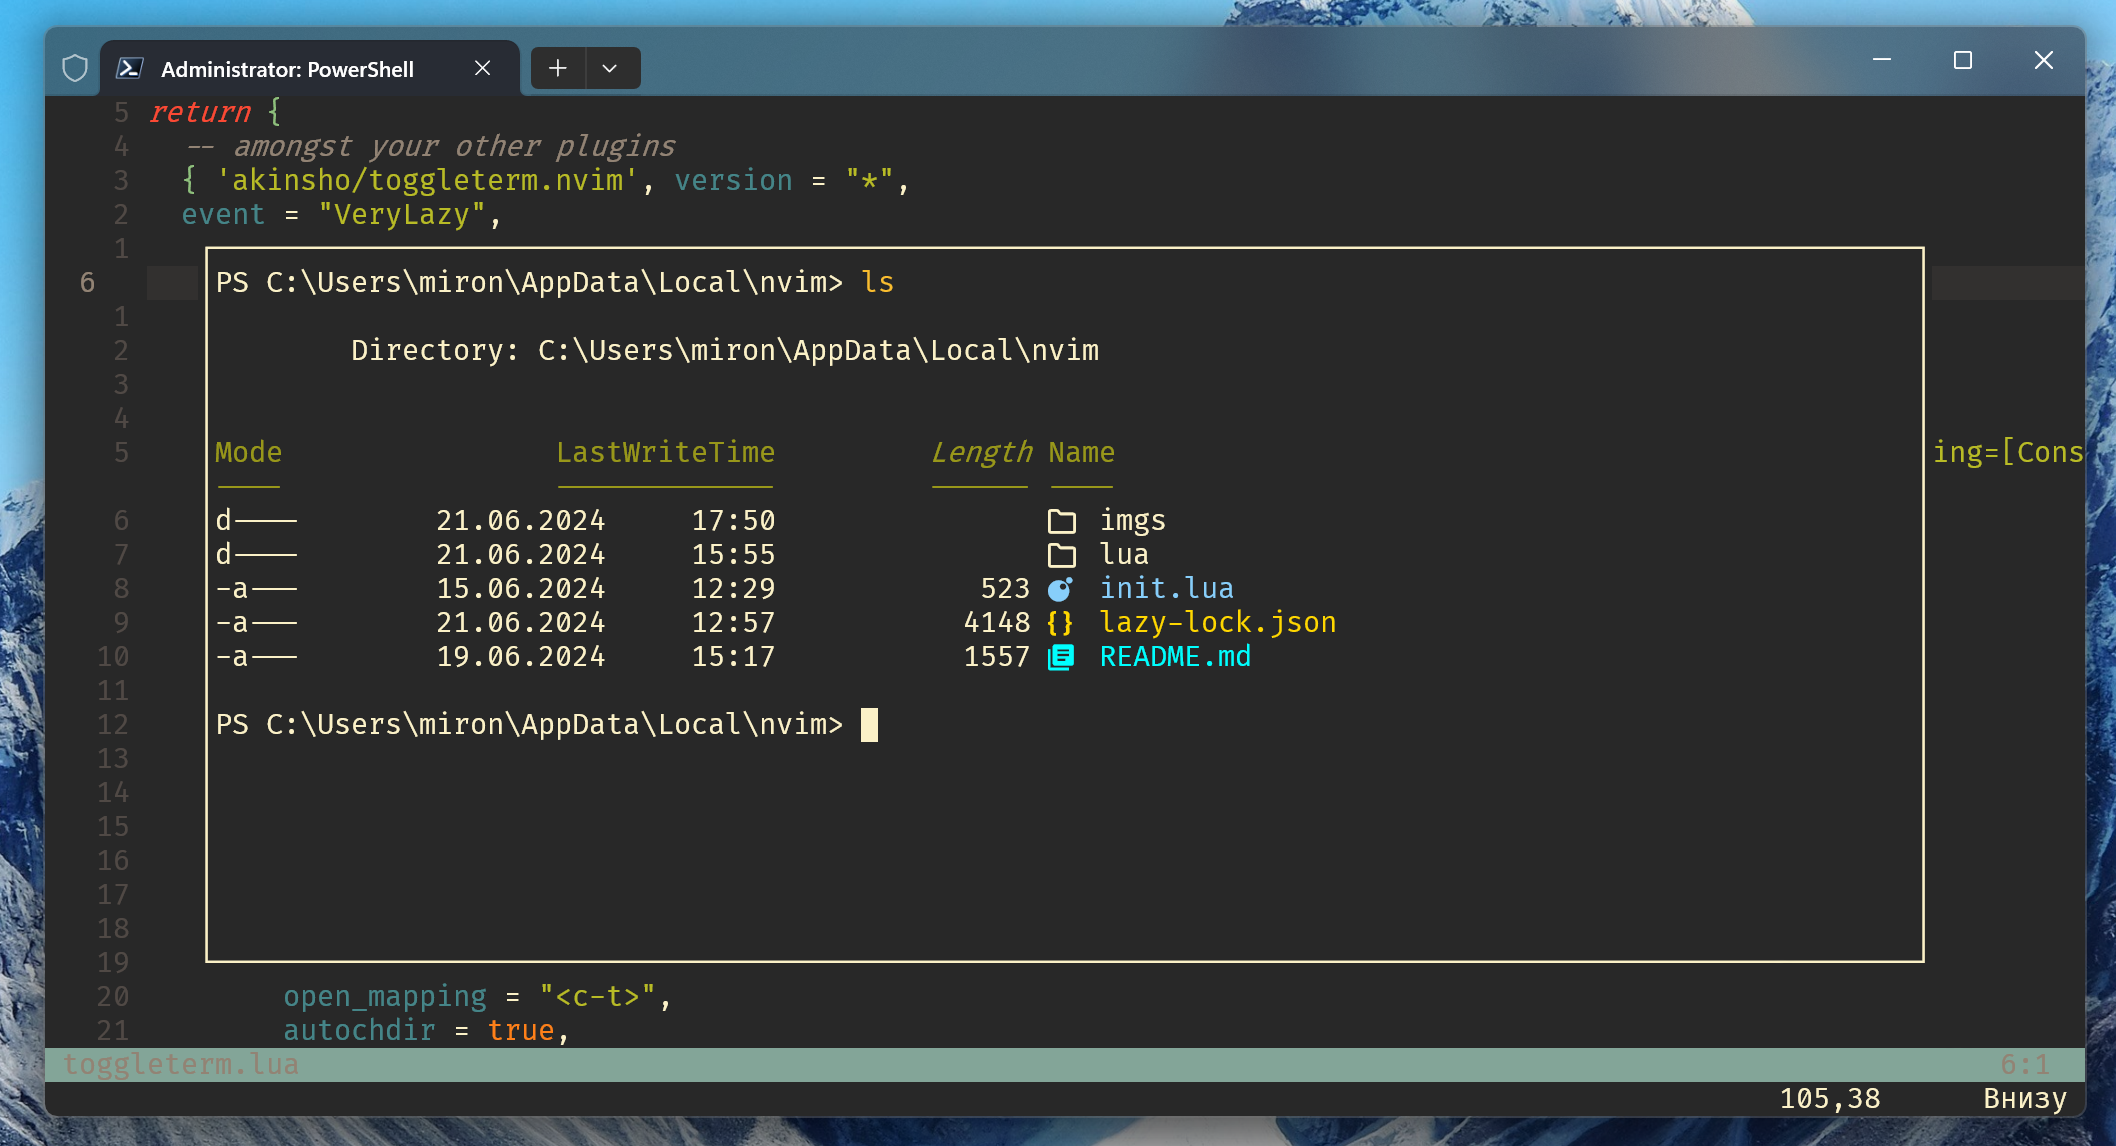 Administrator: PowerShell
5 return {
4 -- amongst your other plugins
3 { 'akinsho/toggleterm.nvim', version = "*",
2 event = "VeryLazy",
1
6 PS C:\Users\miron\AppData\Local\nvim> ls
1
2 Directory: C:\Users\miron\AppData\Local\nvim
3
4
5 Mode LastWriteTime Length Name ing=[Cons
---- ------------- ------ ----
6 d---- 21.06.2024 17:50 imgs
7 d---- 21.06.2024 15:55 lua
8 -a--- 15.06.2024 12:29 523 init.lua
9 -a--- 21.06.2024 12:57 4148 {} lazy-lock.json
10 -a--- 19.06.2024 15:17 1557 README.md
11
12 PS C:\Users\miron\AppData\Local\nvim>
13
14
15
16
17
18
19
20 open_mapping = "<c-t>",
21 autochdir = true,
toggleterm.lua 6:1
105,38 Внизу